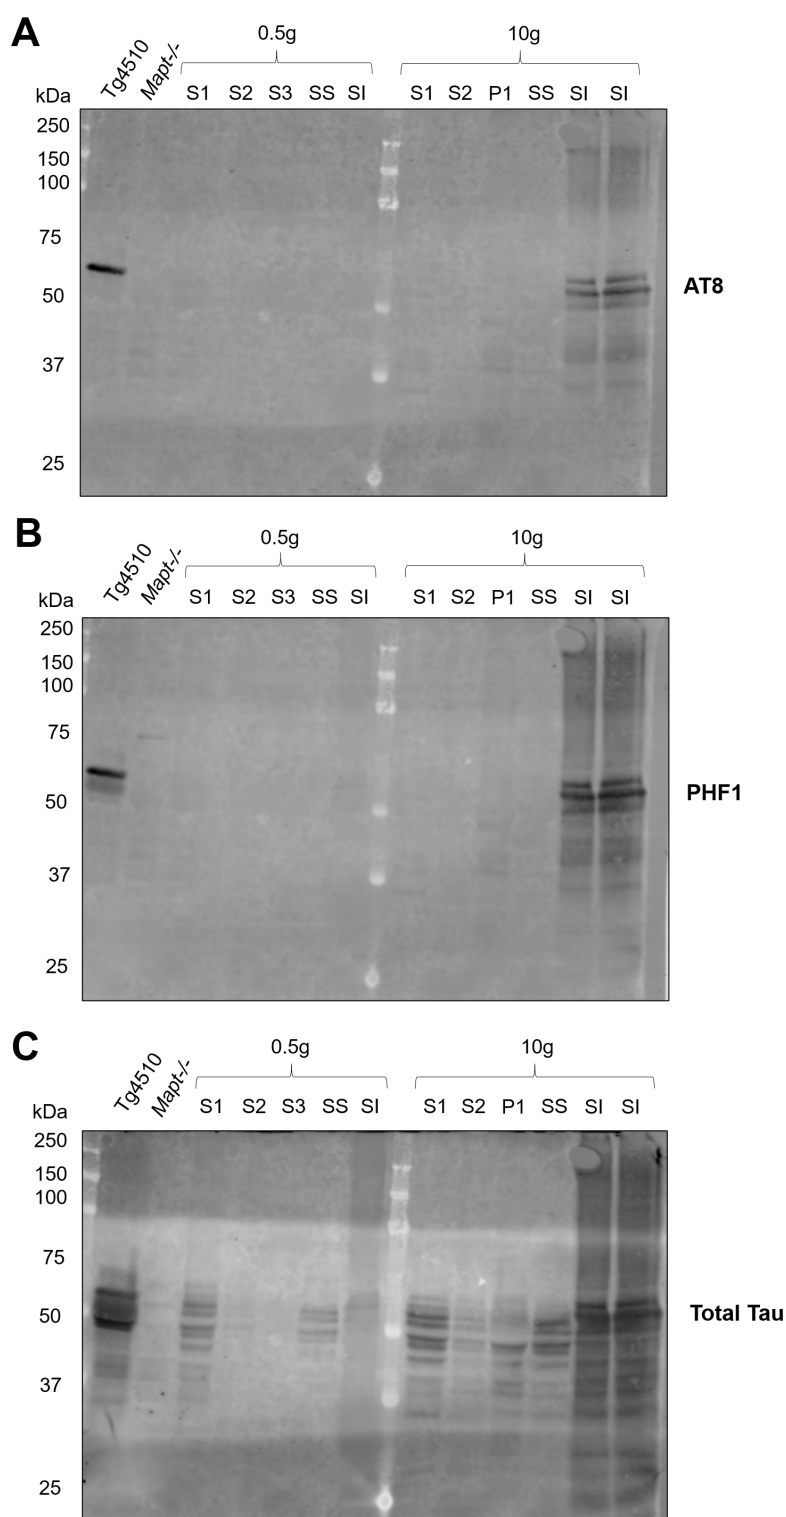 A
0.5g
10g
Tg4510
Mapt-/-
kDa
S1 S2 S3 SS SI
S1 S2 P1 SS SI SI
250
150
100
75
50
37
25
AT8
B
0.5g
10g
Tg4510
Mapt-/-
kDa
S1 S2 S3 SS SI
S1 S2 P1 SS SI SI
250
150
100
75
50
37
25
PHF1
C
0.5g
10g
Tg4510
Mapt-/-
kDa
S1 S2 S3 SS SI
S1 S2 P1 SS SI SI
250
150
100
75
50
37
25
Total Tau